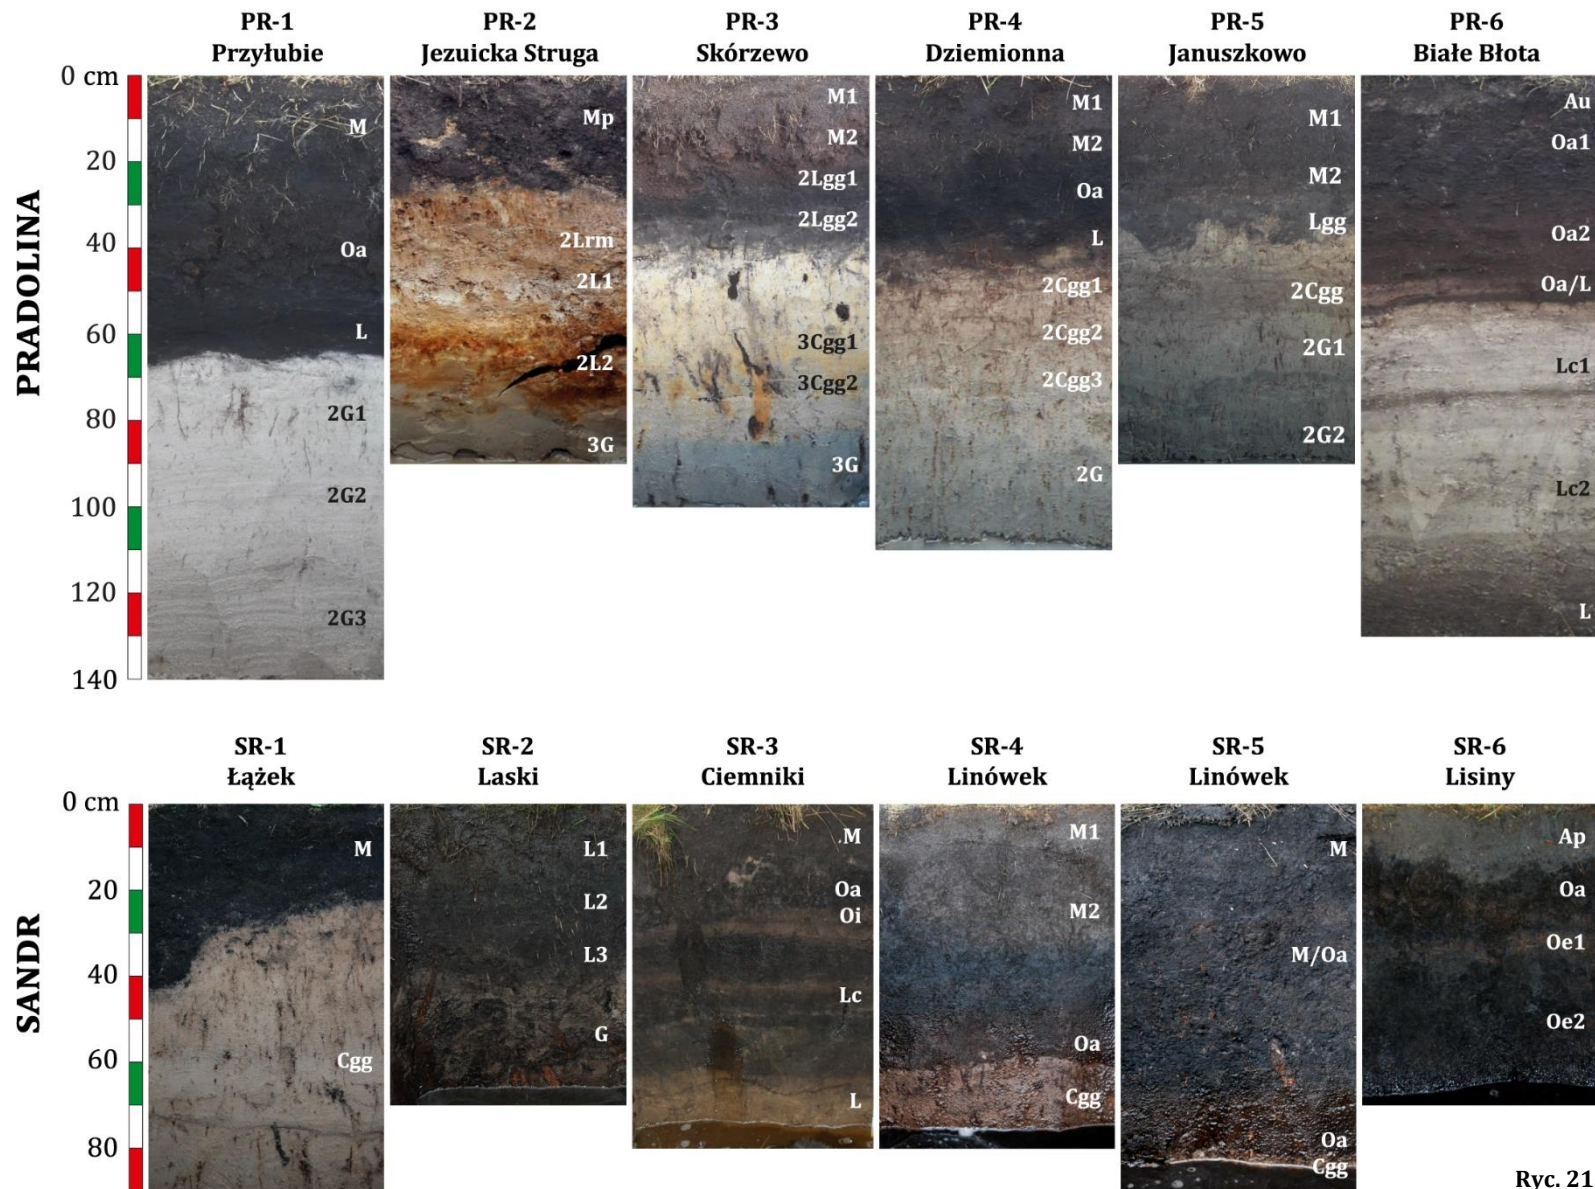 PR-1
Przyłubie
PR-2
Jezuicka Struga
PR-3
Skórzewo
PR-4
Dziemionna
PR-5
Januszkowo
PR-6
Białe Błota
PRADOLINA
0 cm
20
40
60
80
100
120
140
M
Oa
L
2G1
2G2
2G3
Mp
2Lrm
2L1
2L2
3G
M1
M2
2Lgg1
2Lgg2
3Cgg1
3Cgg2
3G
M1
M2
Oa
L
2Cgg1
2Cgg2
2Cgg3
2G
M1
M2
Lgg
2Cgg
2G1
2G2
Au
Oa1
Oa2
Oa/L
Lc1
Lc2
L
SR-1
Łążek
SR-2
Laski
SR-3
Ciemniki
SR-4
Linówek
SR-5
Linówek
SR-6
Lisiny
SANDR
0 cm
20
40
60
80
M
Cgg
L1
L2
L3
G
M
Oa
Oi
Lc
L
M1
M2
Oa
Cgg
M
M/Oa
Oa
Cgg
Ap
Oa
Oe1
Oe2
Ryc. 21